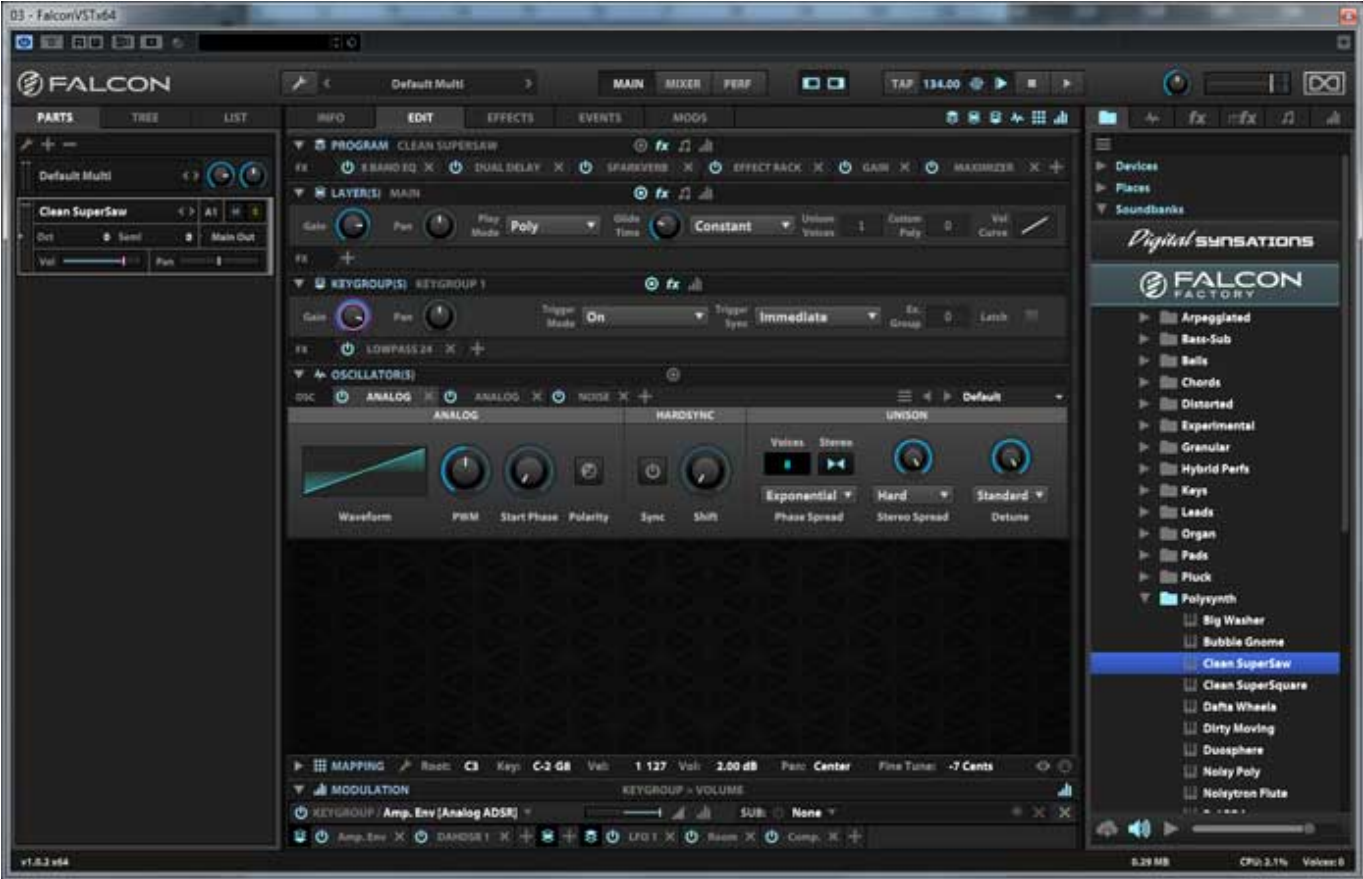 03 - FalconVSTx64
FALCON
Default Multi
MAIN MIXER PERF
TAP 134.00
PARTS TREE LIST
INFO EDIT EFFECTS EVENTS MODS
fx
Default Multi
Clean SuperSaw A1 M S
Oct 0 Semi 0 Main Out
Vol Pan
PROGRAM CLEAN SUPERSAW fx
FX 8 BAND EQ DUAL DELAY SPARKVERB EFFECT RACK GAIN MAXIMIZER
LAYER(S) MAIN fx
Gain Pan Play Mode Poly Glide Time Constant Unison Voices 1 Custom Poly 0 Vel Curve
FX
KEYGROUP(S) KEYGROUP 1 fx
Gain Pan Trigger Mode On Trigger Sync Immediate Ex. Group 0 Latch
FX LOWPASS 24
OSCILLATOR(S)
OSC ANALOG ANALOG NOISE Default
ANALOG HARDSYNC UNISON
Voices Stereo
Exponential Hard Standard
Waveform PWM Start Phase Polarity Sync Shift Phase Spread Stereo Spread Detune
MAPPING Root: C3 Key: C-2 G8 Vel: 1 127 Vol: 2.00 dB Pan: Center Fine Tune: -7 Cents
MODULATION KEYGROUP > VOLUME
KEYGROUP / Amp. Env [Analog ADSR] SUB: None
Amp. Env DAHDSR 1 LFO 1 Room Comp.
Devices
Places
Soundbanks
Digital SYNSATIONS
FALCON
FACTORY
Arpeggiated
Bass-Sub
Bells
Chords
Distorted
Experimental
Granular
Hybrid Perfs
Keys
Leads
Organ
Pads
Pluck
Polysynth
Big Washer
Bubble Gnome
Clean SuperSaw
Clean SuperSquare
Dafta Wheels
Dirty Moving
Duosphere
Noisy Poly
Noisytron Flute
v1.0.2 x64
0.29 MB CPU: 2.1% Voices: 0